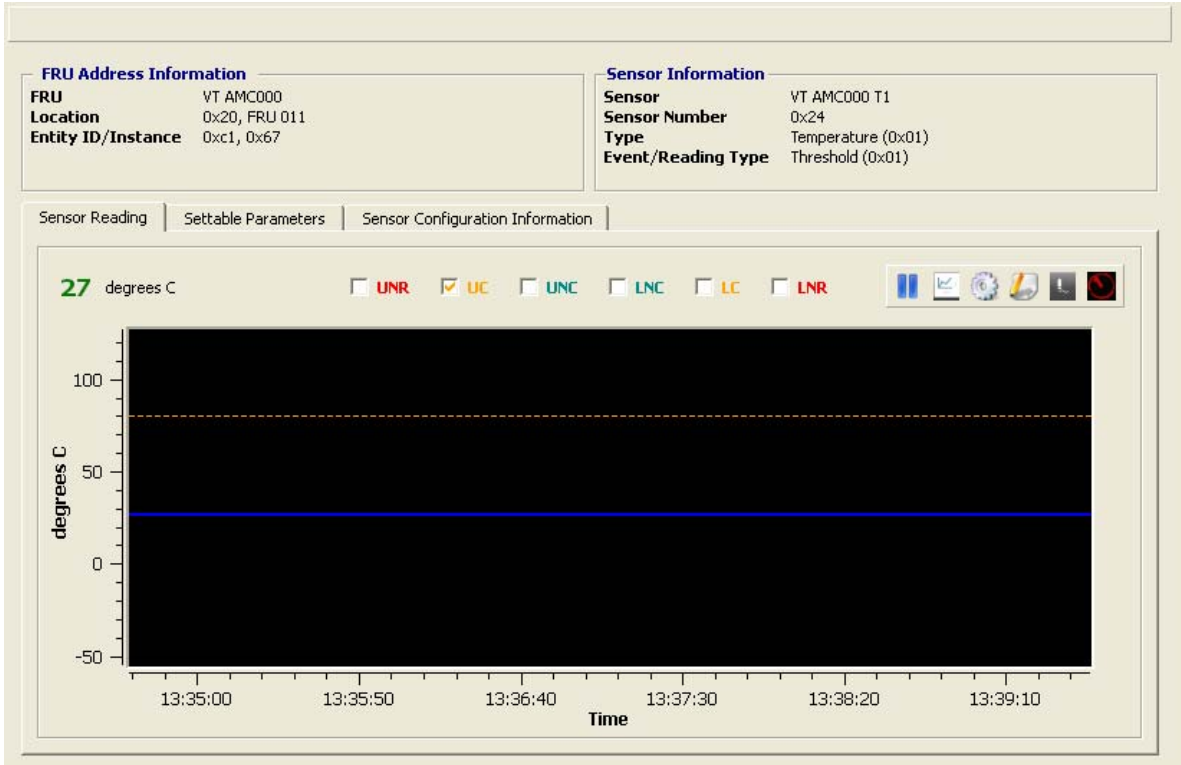 FRU Address Information
FRU VT AMC000
Location 0x20, FRU 011
Entity ID/Instance 0xc1, 0x67
Sensor Information
Sensor VT AMC000 T1
Sensor Number 0x24
Type Temperature (0x01)
Event/Reading Type Threshold (0x01)
Sensor Reading Settable Parameters Sensor Configuration Information
27 degrees C UNR UC UNC LNC LC LNR
degrees C
100
50
0
-50
13:35:00 13:35:50 13:36:40 13:37:30 13:38:20 13:39:10
Time